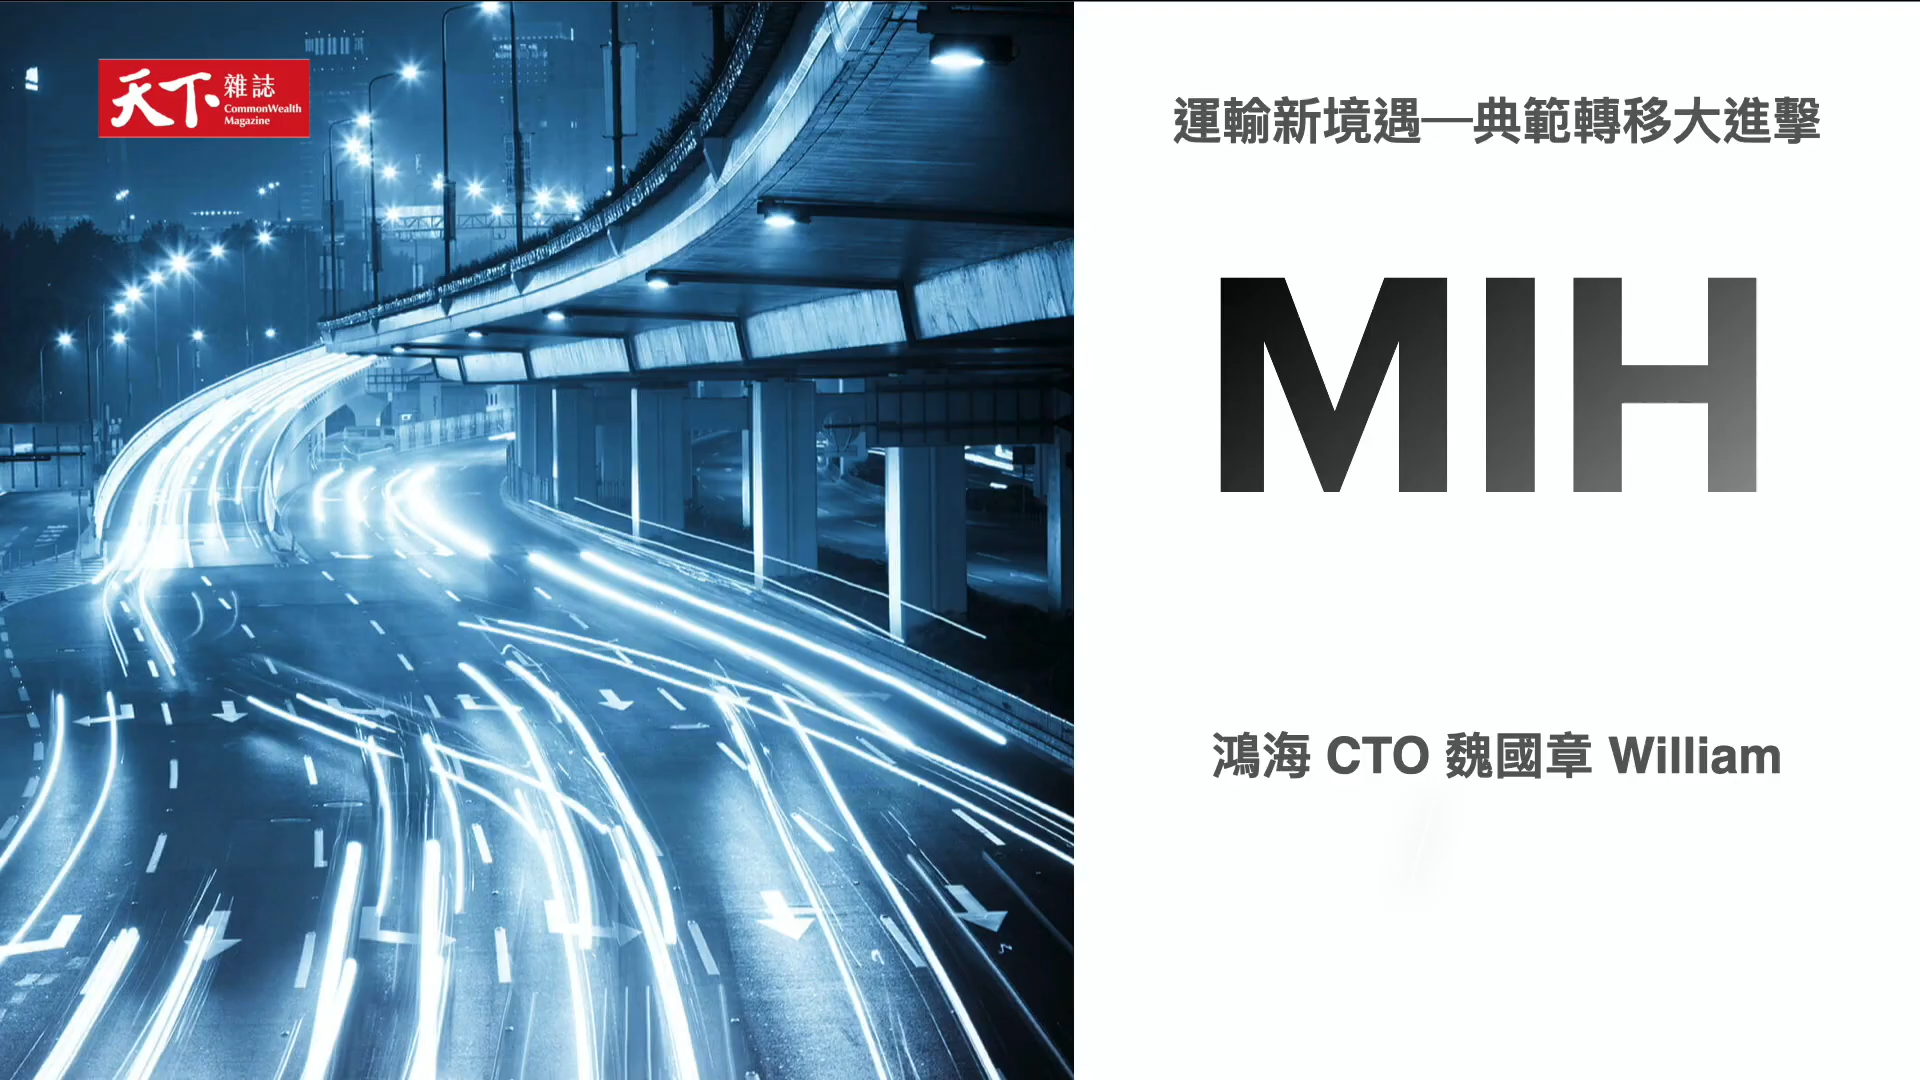 天下雜誌
CommonWealth
Magazine
運輸新境遇—典範轉移大進擊
MIH
鴻海 CTO 魏國章 William